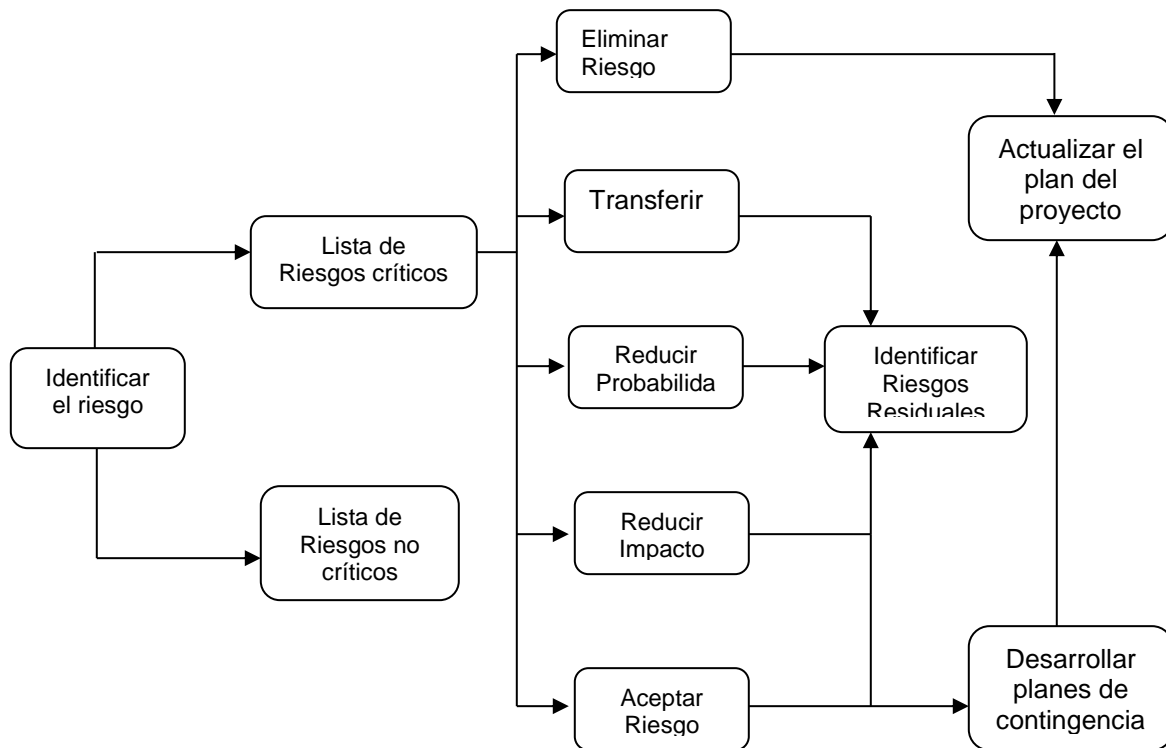 Eliminar
Riesgo
Actualizar el
plan del
proyecto
Transferir
Lista de
Riesgos críticos
Reducir
Probabilida
Identificar
Riesgos
Residuales
Identificar
el riesgo
Lista de
Riesgos no
críticos
Reducir
Impacto
Aceptar
Riesgo
Desarrollar
planes de
contingencia